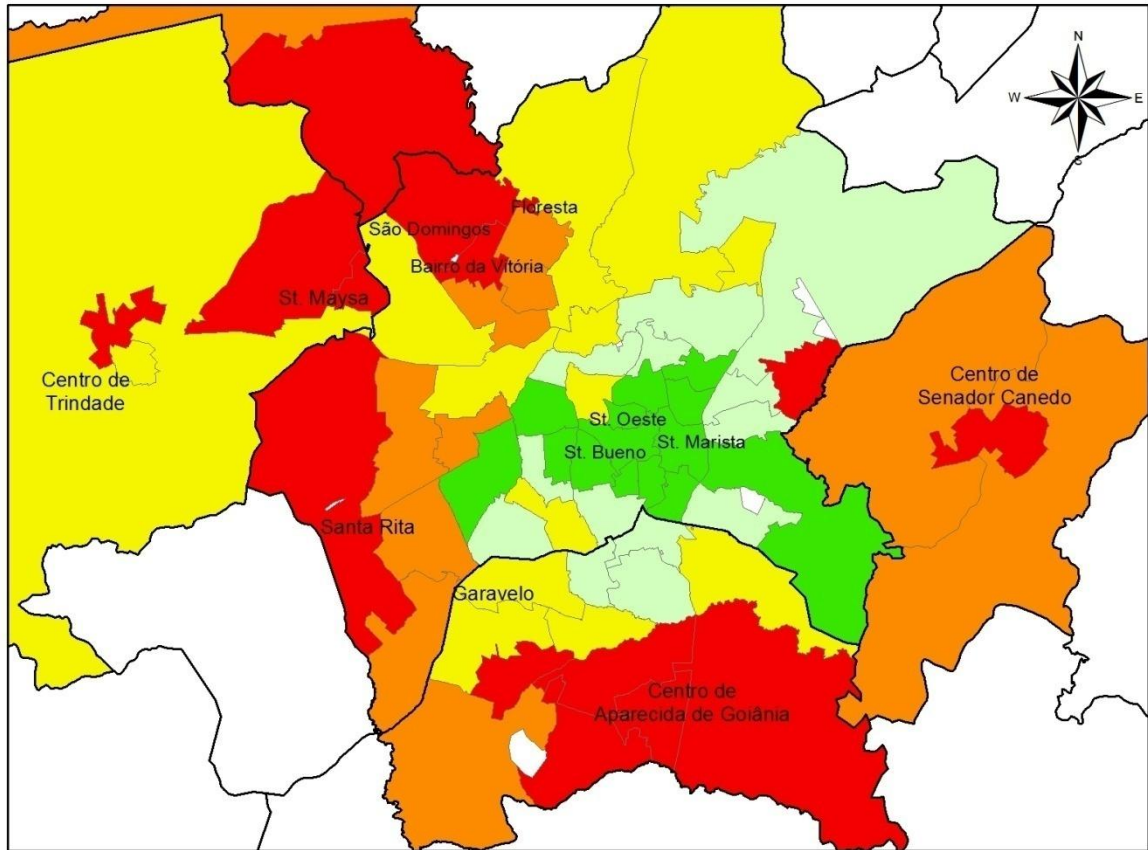 N
W E
S
Floresta
São Domingos
Bairro da Vitória
St. Maysa
Centro de
Trindade
Centro de
Senador Canedo
St. Oeste
St. Marista
St. Bueno
Santa Rita
Garavelo
Centro de
Aparecida de Goiânia